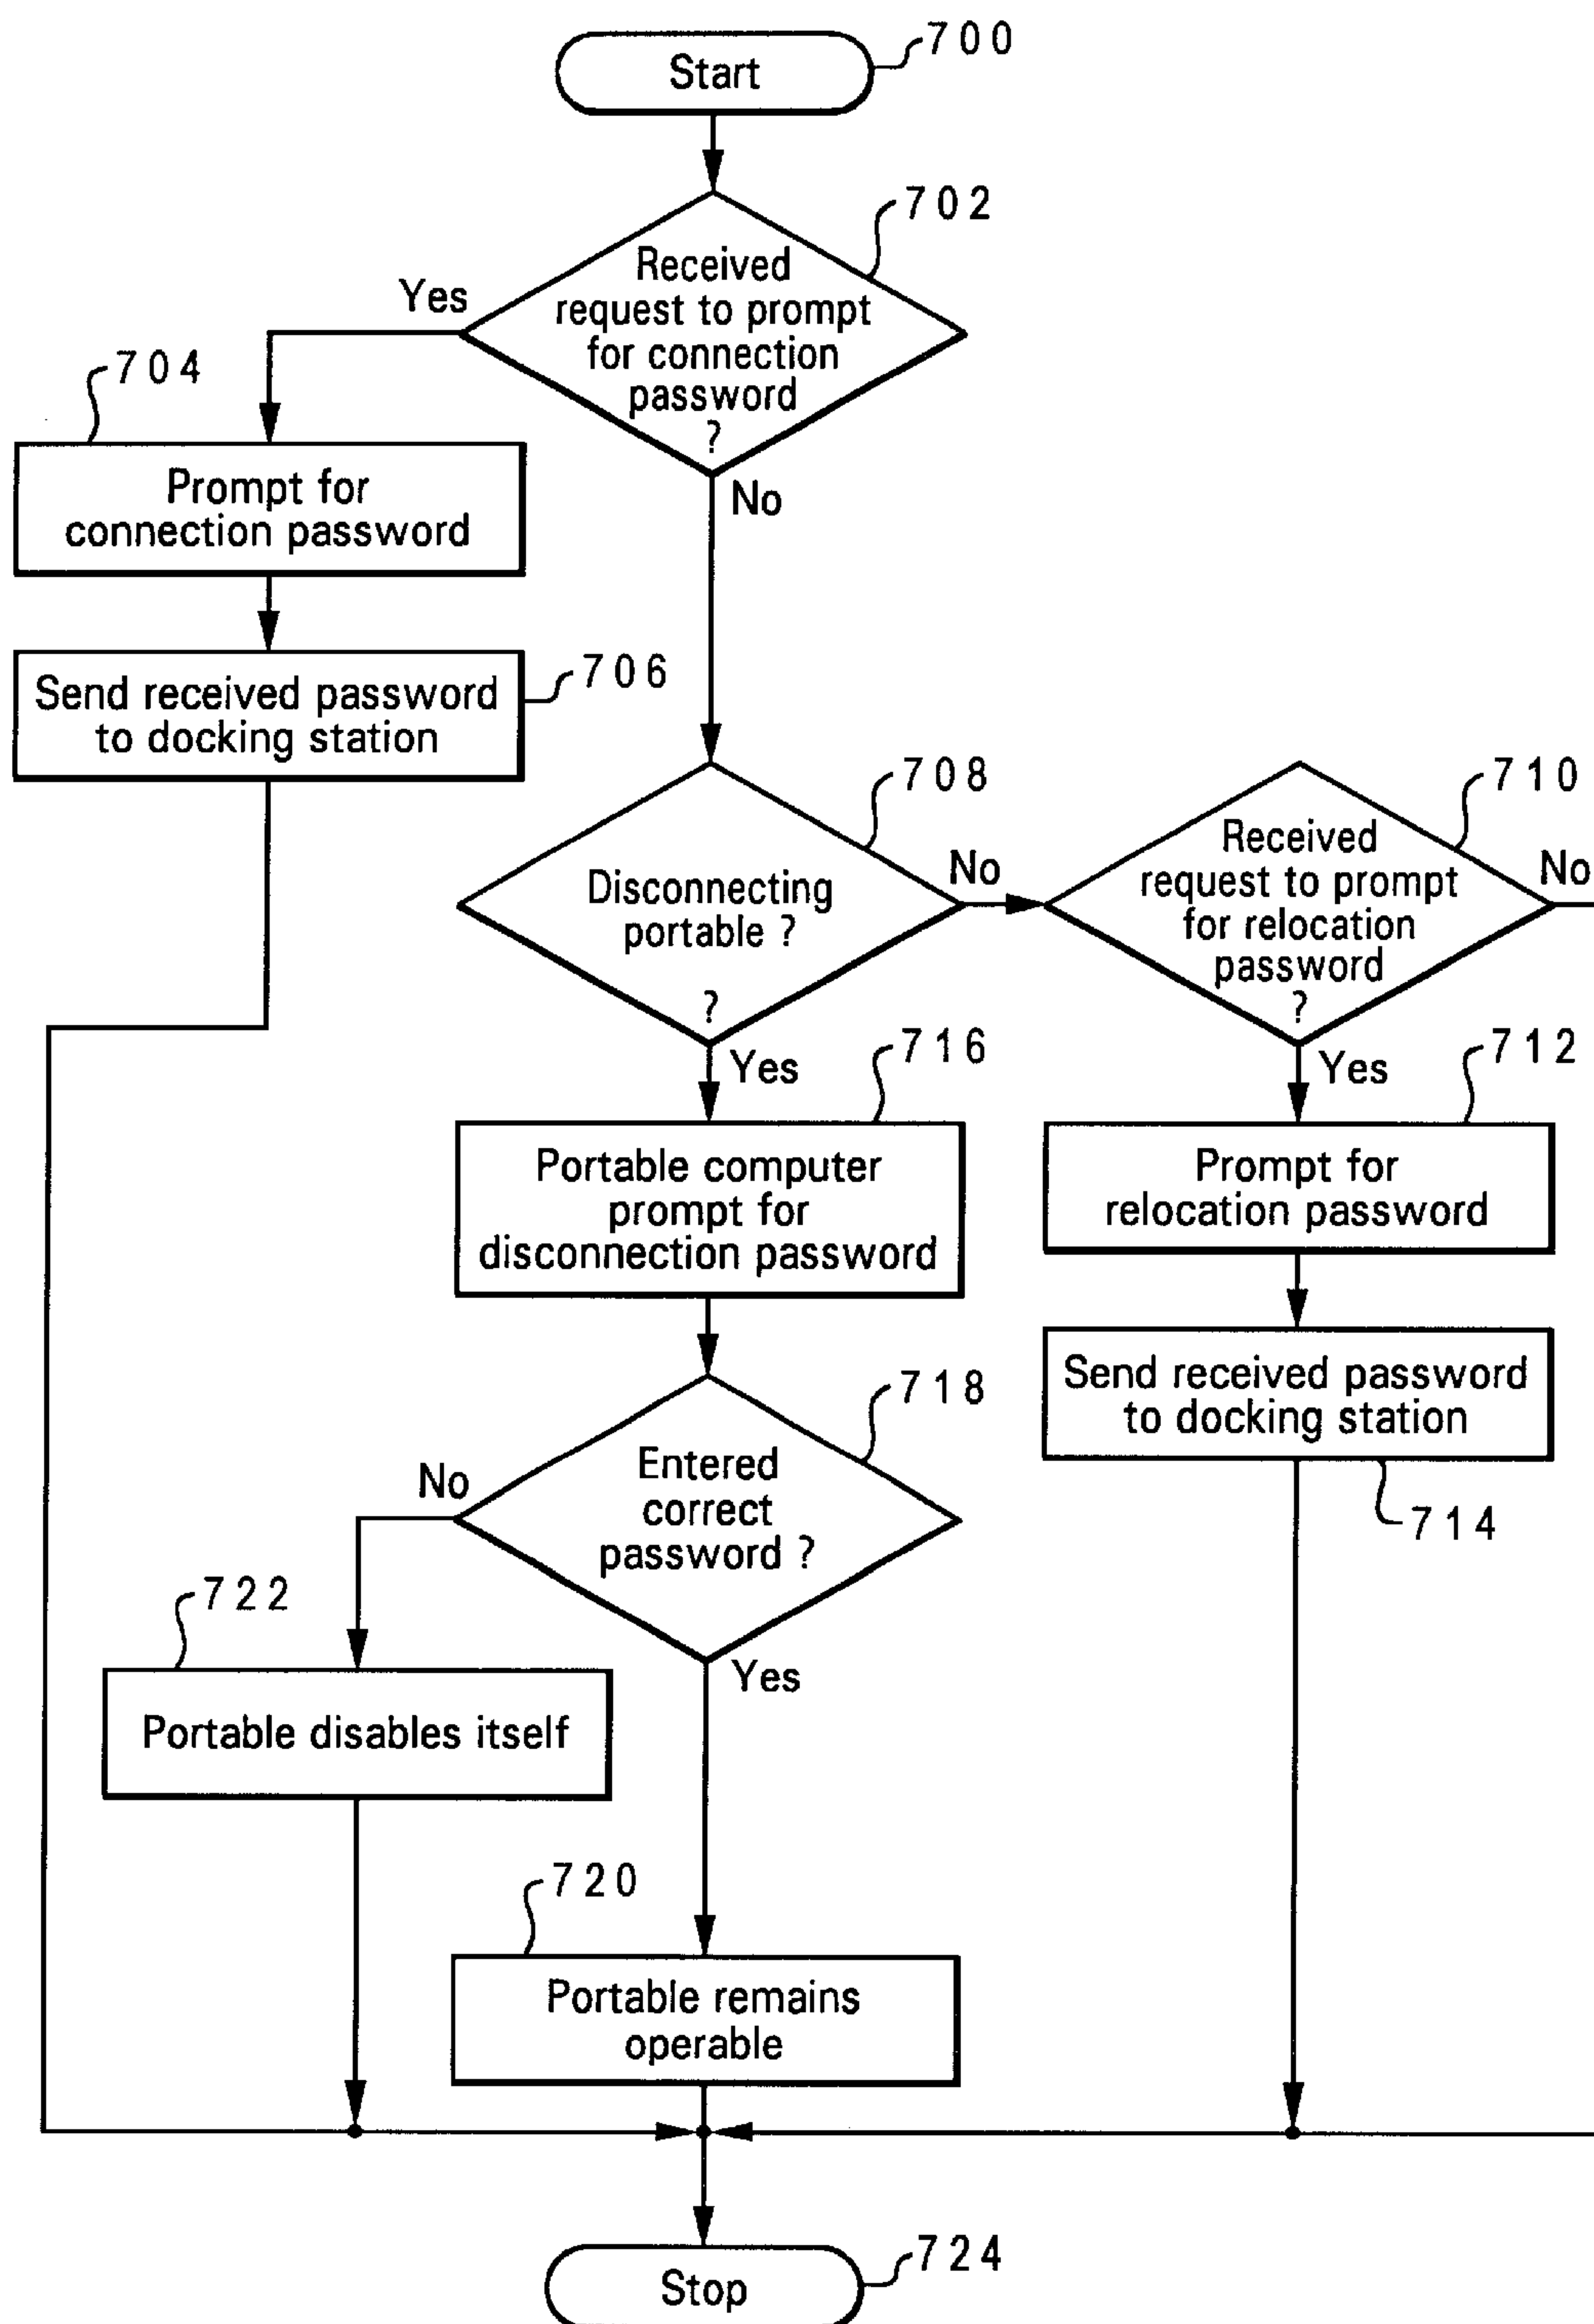 Start
700
702
Received
request to prompt
for connection
password
?
Yes
No
704
Prompt for
connection password
706
Send received password
to docking station
708
Disconnecting
portable ?
?
No
Yes
710
Received
request to prompt
for relocation
password
?
No
Yes
716
Portable computer
prompt for
disconnection password
712
Prompt for
relocation password
718
Entered
correct
password ?
No
Yes
Send received password
to docking station
714
722
Portable disables itself
720
Portable remains
operable
Stop
724